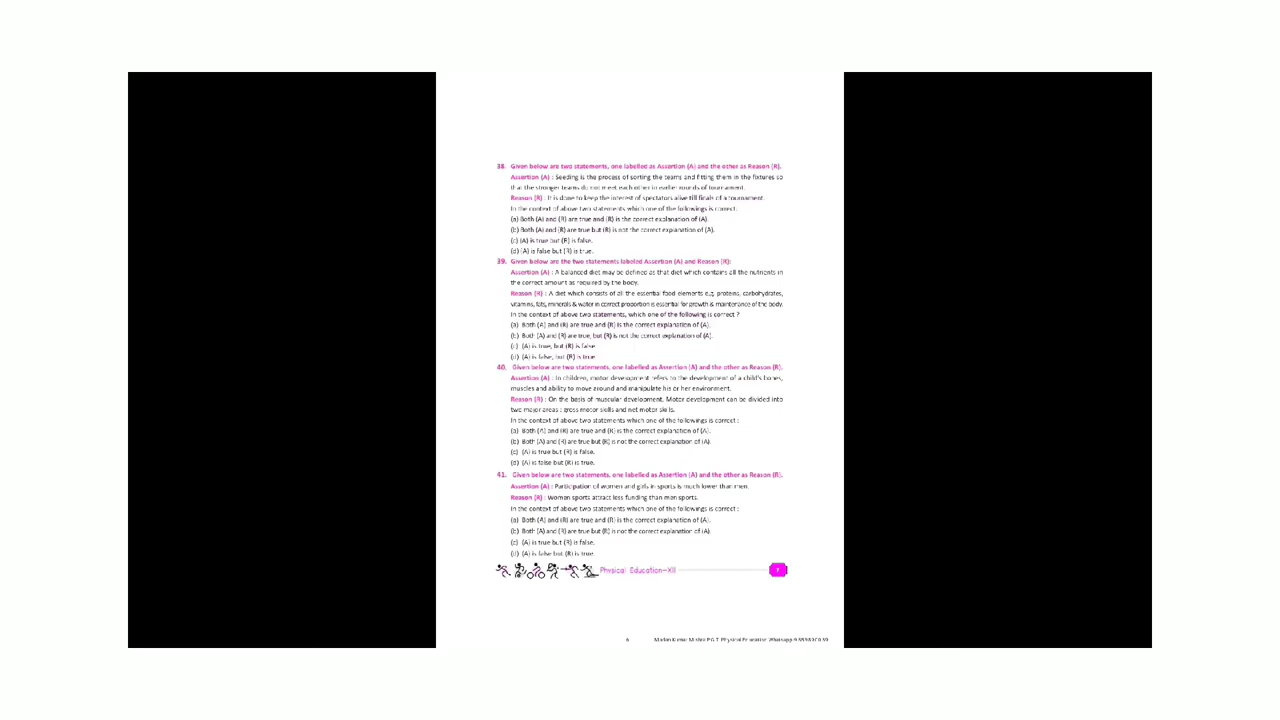 38. Given below are two statements, one labelled as Assertion (A) and the other as Reason (R).
Assertion (A) : Seeding is the process of sorting the teams and fitting them in the fixtures so
that the stronger teams do not meet each other in earlier rounds of tournament.
Reason (R) : It is done to keep the interest of spectators alive till finals of a tournament.
In the context of above two statements which one of the followings is correct:
(a) Both (A) and (R) are true and (R) is the correct explanation of (A).
(b) Both (A) and (R) are true but (R) is not the correct explanation of (A).
(c) (A) is true but (R) is false.
(d) (A) is false but (R) is true.
39. Given below are the two statements labeled Assertion (A) and Reason (R):
Assertion (A) : A balanced diet may be defined as that diet which contains all the nutrients in
the correct amount as required by the body.
Reason (R) : A diet which consists of all the essential food elements e.g. proteins, carbohydrates,
vitamins, fats, minerals & water in correct proportion is essential for growth & maintenance of the body.
In the context of above two statements, which one of the following is correct ?
(a) Both (A) and (R) are true and (R) is the correct explanation of (A).
(b) Both (A) and (R) are true, but (R) is not the correct explanation of (A).
(c) (A) is true, but (R) is false
(d) (A) is false, but (R) is true.
40. Given below are two statements, one labelled as Assertion (A) and the other as Reason (R).
Assertion (A) : In children, motor development refers to the development of a child's bones,
muscles and ability to move around and manipulate his or her environment.
Reason (R) : On the basis of muscular development. Motor development can be divided into
two major areas : gross motor skills and net motor skills.
In the context of above two statements which one of the followings is correct :
(a) Both (A) and (R) are true and (R) is the correct explanation of (A).
(b) Both (A) and (R) are true but (R) is not the correct explanation of (A).
(c) (A) is true but (R) is false.
(d) (A) is false but (R) is true.
41. Given below are two statements, one labelled as Assertion (A) and the other as Reason (R).
Assertion (A) : Participation of women and girls in sports is much lower than men.
Reason (R) : Women sports attract less funding than men sports.
In the context of above two statements which one of the followings is correct :
(a) Both (A) and (R) are true and (R) is the correct explanation of (A).
(b) Both (A) and (R) are true but (R) is not the correct explanation of (A).
(c) (A) is true but (R) is false.
(d) (A) is false but (R) is true.
Physical Education-XII
6 Mishra P.G.T. Physical Education Whatsapp